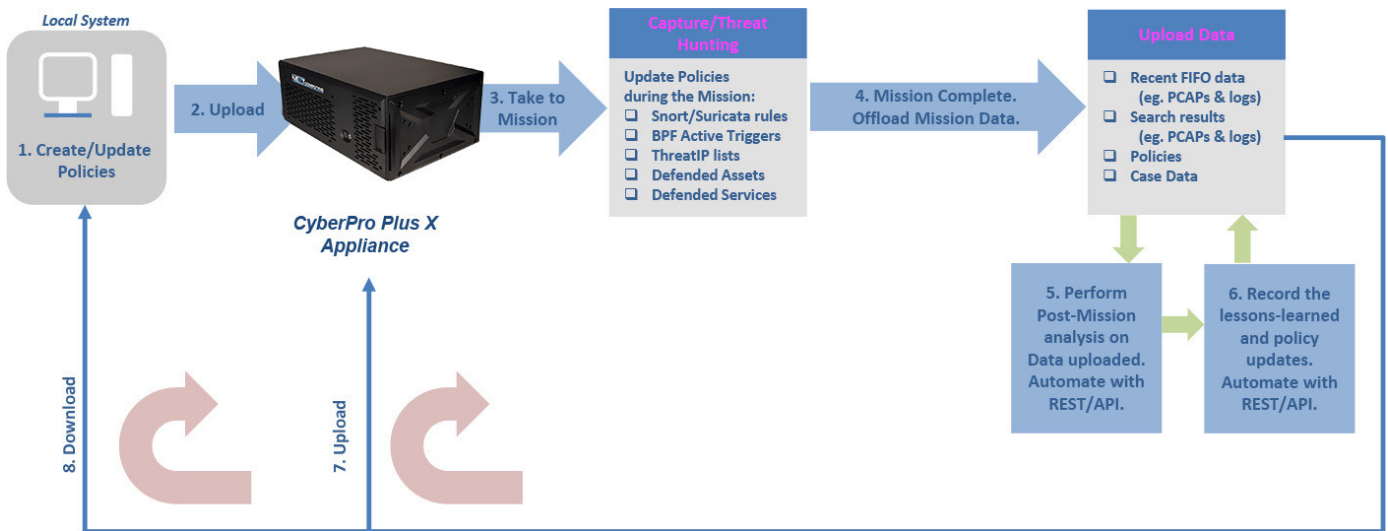 Local System
1. Create/Update
Policies
2. Upload
CyberPro Plus X
Appliance
3. Take to
Mission
Capture/Threat
Hunting
Update Policies
during the Mission:
Snort/Suricata rules
BPF Active Triggers
ThreatIP lists
Defended Assets
Defended Services
4. Mission Complete.
Offload Mission Data.
Upload Data
Recent FIFO data
(eg. PCAPs & logs)
Search results
(eg. PCAPs & logs)
Policies
Case Data
5. Perform
Post-Mission
analysis on
Data uploaded.
Automate with
REST/API.
6. Record the
lessons-learned
and policy
updates.
Automate with
REST/API.
7. Upload
8. Download